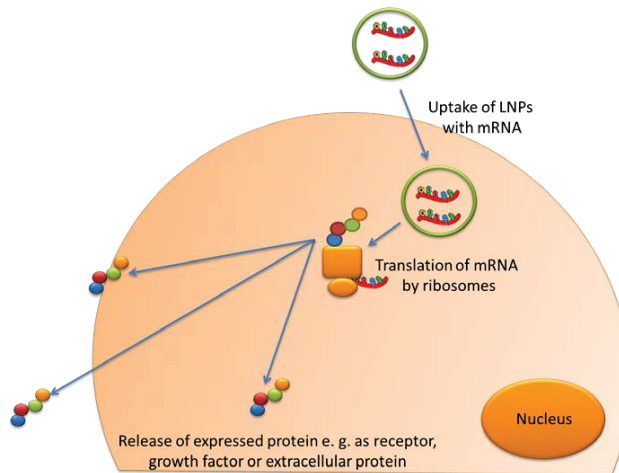 Uptake of LNPs
with mRNA
Translation of mRNA
by ribosomes
Nucleus
Release of expressed protein e. g. as receptor,
growth factor or extracellular protein